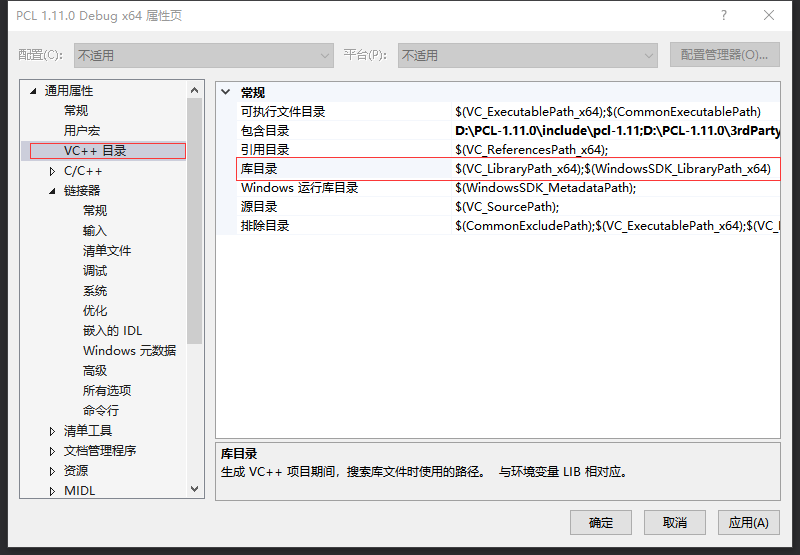 PCL 1.11.0 Debug x64 属性页
配置(C): 不适用 平台(P): 不适用 配置管理器(O)...
通用属性
常规
用户宏
VC++ 目录
C/C++
链接器
常规
输入
清单文件
调试
系统
优化
嵌入的 IDL
Windows 元数据
高级
所有选项
命令行
清单工具
文档管理程序
资源
MIDL
常规
可执行文件目录 $(VC_ExecutablePath_x64);$(CommonExecutablePath)
包含目录 D:\PCL-1.11.0\include\pcl-1.11;D:\PCL-1.11.0\3rdParty
引用目录 $(VC_ReferencesPath_x64);
库目录 $(VC_LibraryPath_x64);$(WindowsSDK_LibraryPath_x64)
Windows 运行库目录 $(WindowsSDK_MetadataPath);
源目录 $(VC_SourcePath);
排除目录 $(CommonExcludePath);$(VC_ExecutablePath_x64);$(VC_
库目录
生成 VC++ 项目期间，搜索库文件时使用的路径。 与环境变量 LIB 相对应。
确定 取消 应用(A)